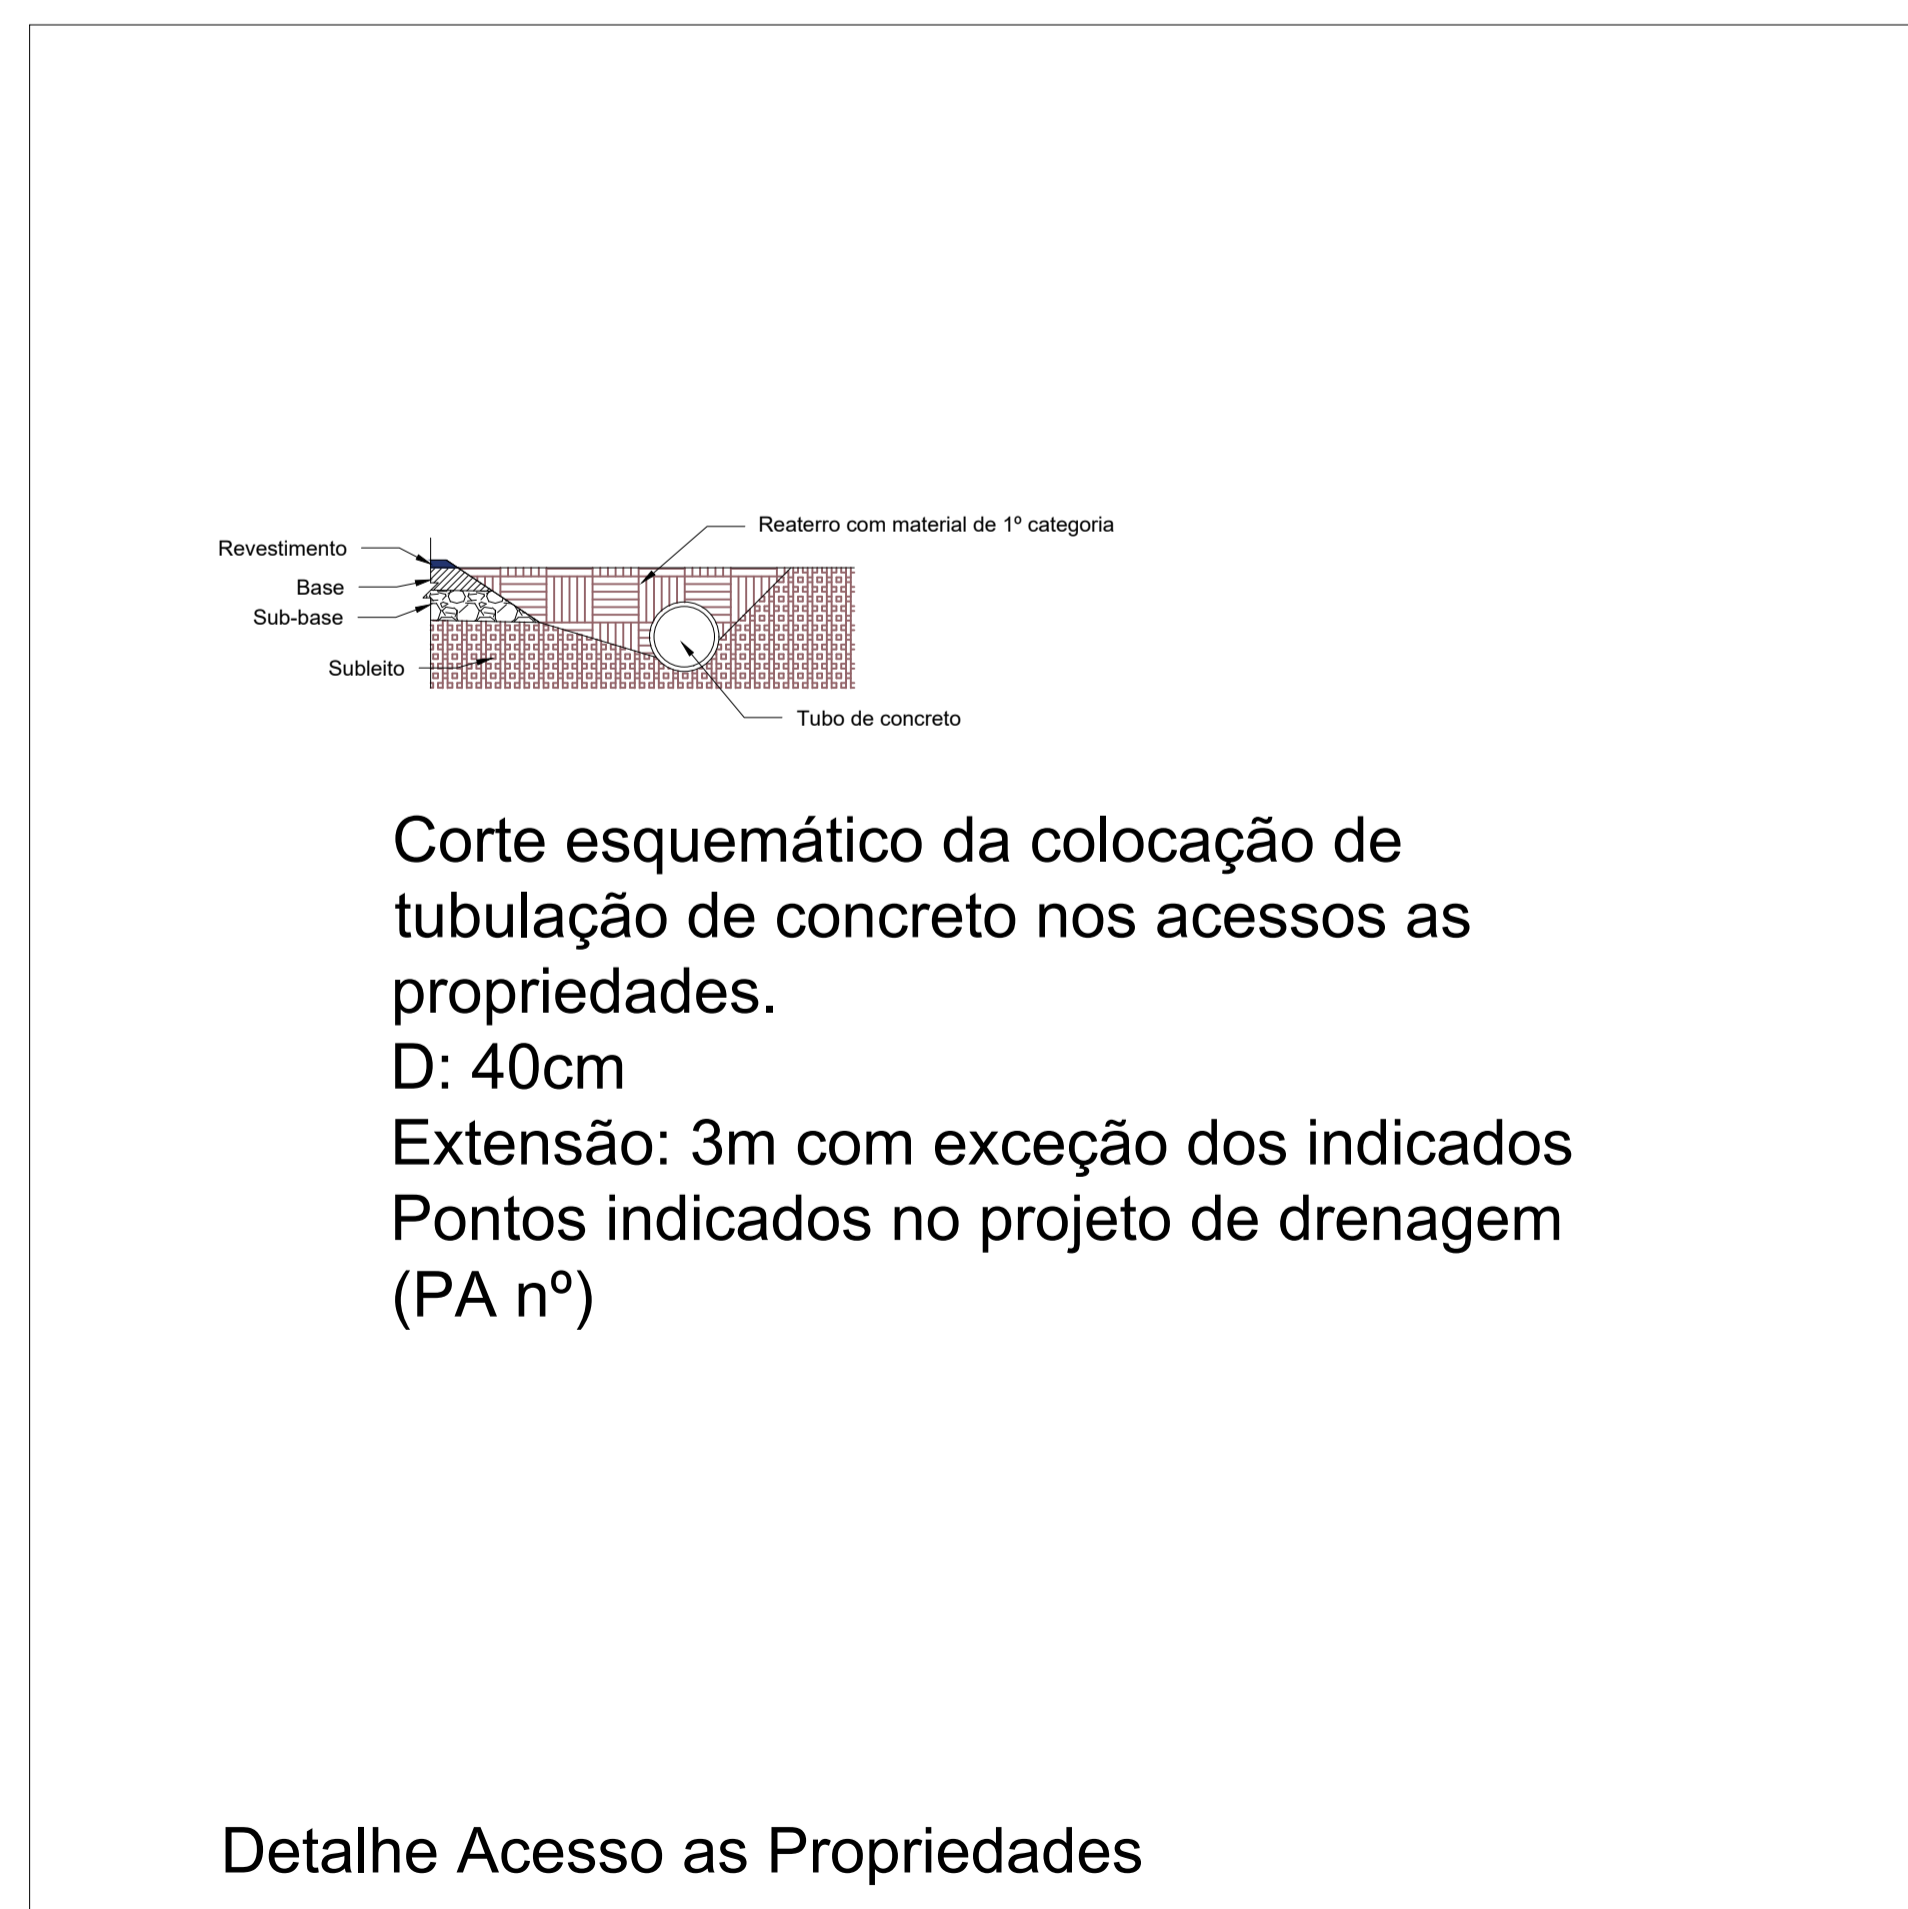 Reaterro com material de 1º categoria
Revestimento
Base
Sub-base
Subleito
Tubo de concreto
Corte esquemático da colocação de
tubulação de concreto nos acessos as
propriedades.
D: 40cm
Extensão: 3m com exceção dos indicados
Pontos indicados no projeto de drenagem
(PA nº)
Detalhe Acesso as Propriedades